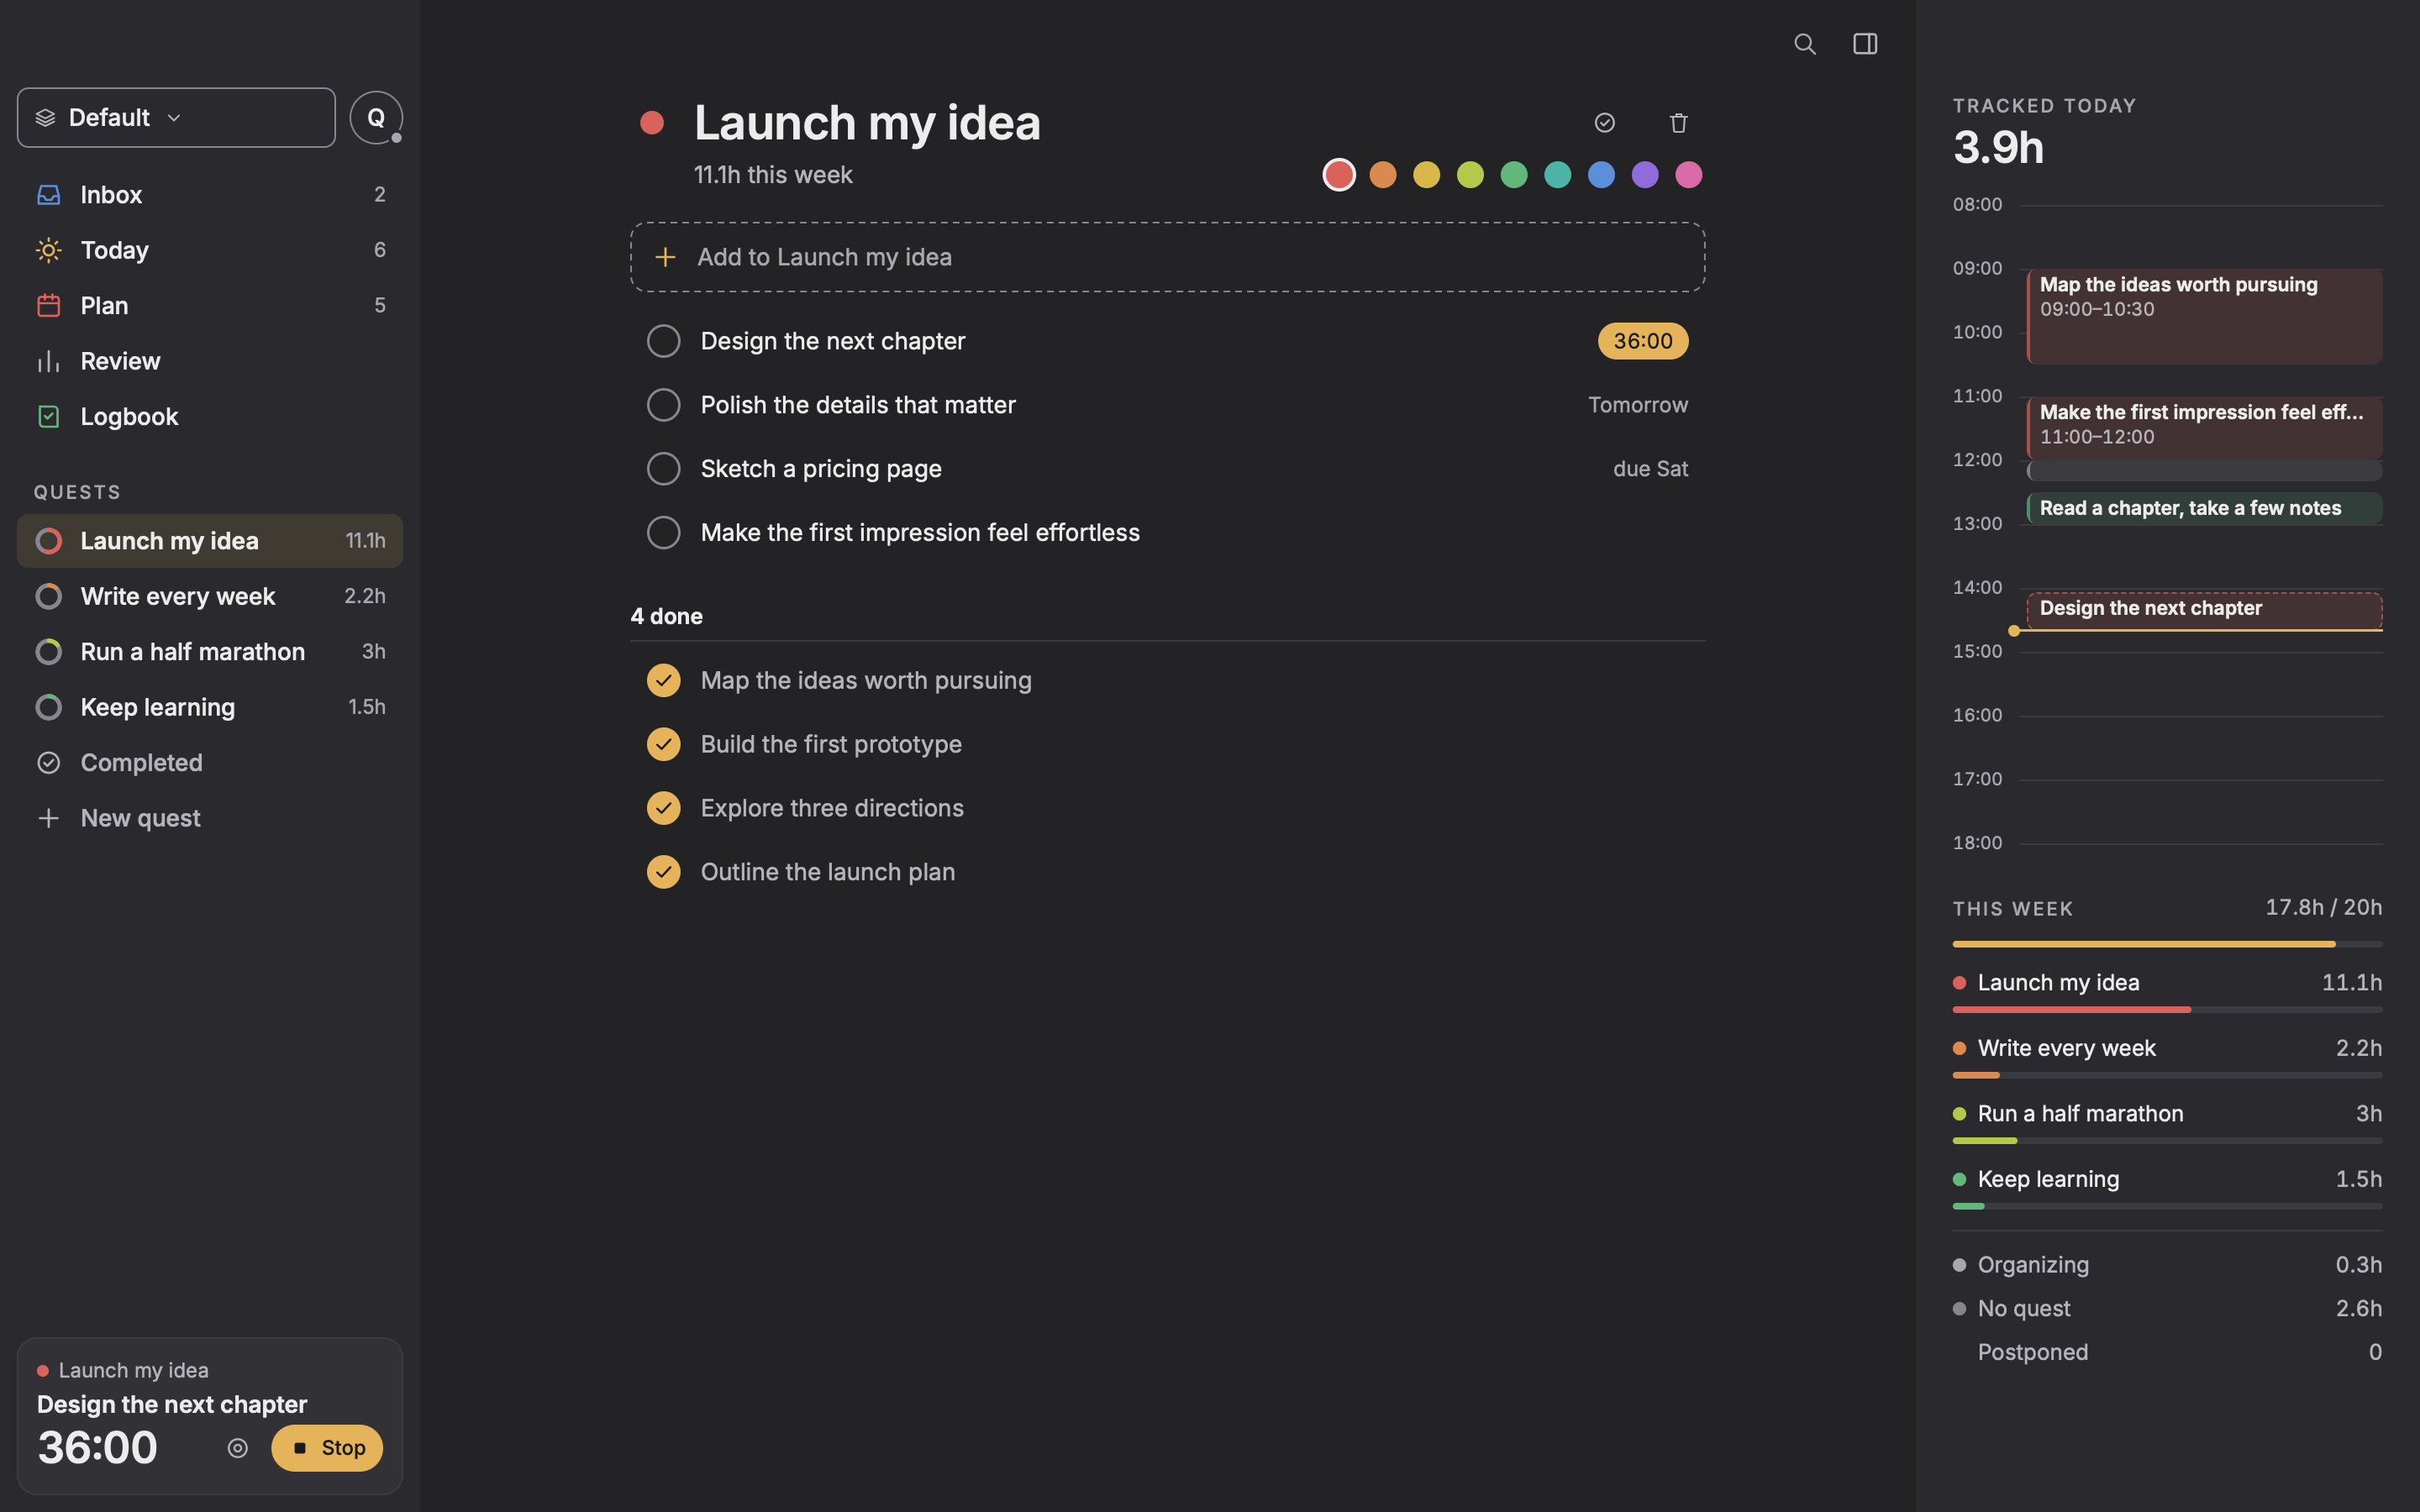 Default
Q
Inbox 2
Today 6
Plan 5
Review
Logbook
QUESTS
Launch my idea 11.1h
Write every week 2.2h
Run a half marathon 3h
Keep learning 1.5h
Completed
New quest
Launch my idea
Design the next chapter
36:00 Stop
Launch my idea
11.1h this week
Add to Launch my idea
Design the next chapter 36:00
Polish the details that matter Tomorrow
Sketch a pricing page due Sat
Make the first impression feel effortless
4 done
Map the ideas worth pursuing
Build the first prototype
Explore three directions
Outline the launch plan
TRACKED TODAY
3.9h
08:00
09:00
Map the ideas worth pursuing
09:00–10:30
10:00
11:00
Make the first impression feel eff...
11:00–12:00
12:00
Read a chapter, take a few notes
13:00
14:00
Design the next chapter
15:00
16:00
17:00
18:00
THIS WEEK 17.8h / 20h
Launch my idea 11.1h
Write every week 2.2h
Run a half marathon 3h
Keep learning 1.5h
Organizing 0.3h
No quest 2.6h
Postponed 0